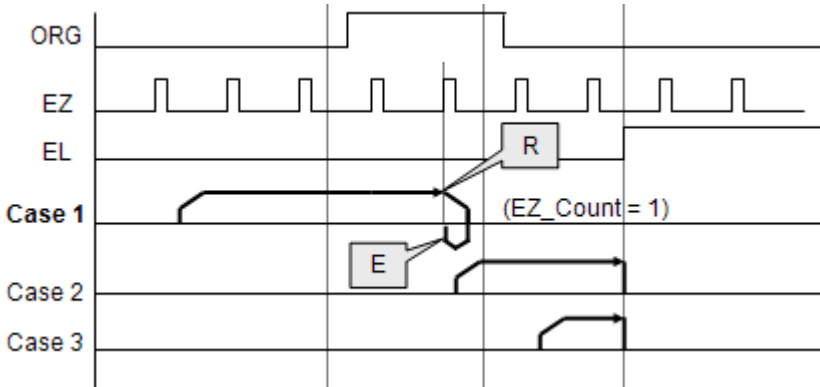 ORG
EZ
EL
R
Case 1
(EZ_Count = 1)
E
Case 2
Case 3